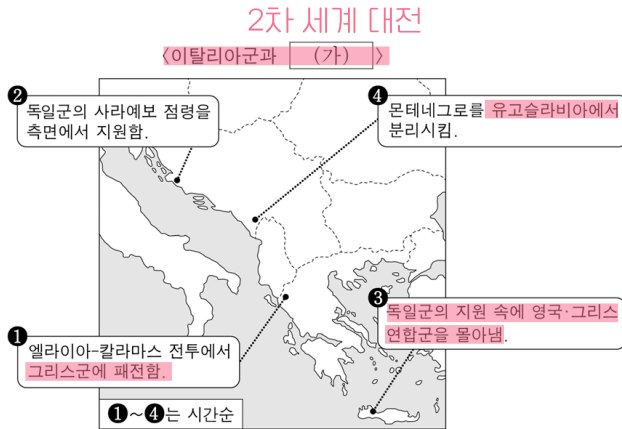 2차 세계 대전
〈이탈리아군과 (가) 〉
❷
독일군의 사라예보 점령을
측면에서 지원함.
❹
몬테네그로를 유고슬라비아에서
분리시킴.
❸
독일군의 지원 속에 영국·그리스
연합군을 몰아냄.
❶
엘라이아-칼라마스 전투에서
그리스군에 패전함.
❶~❹는 시간순